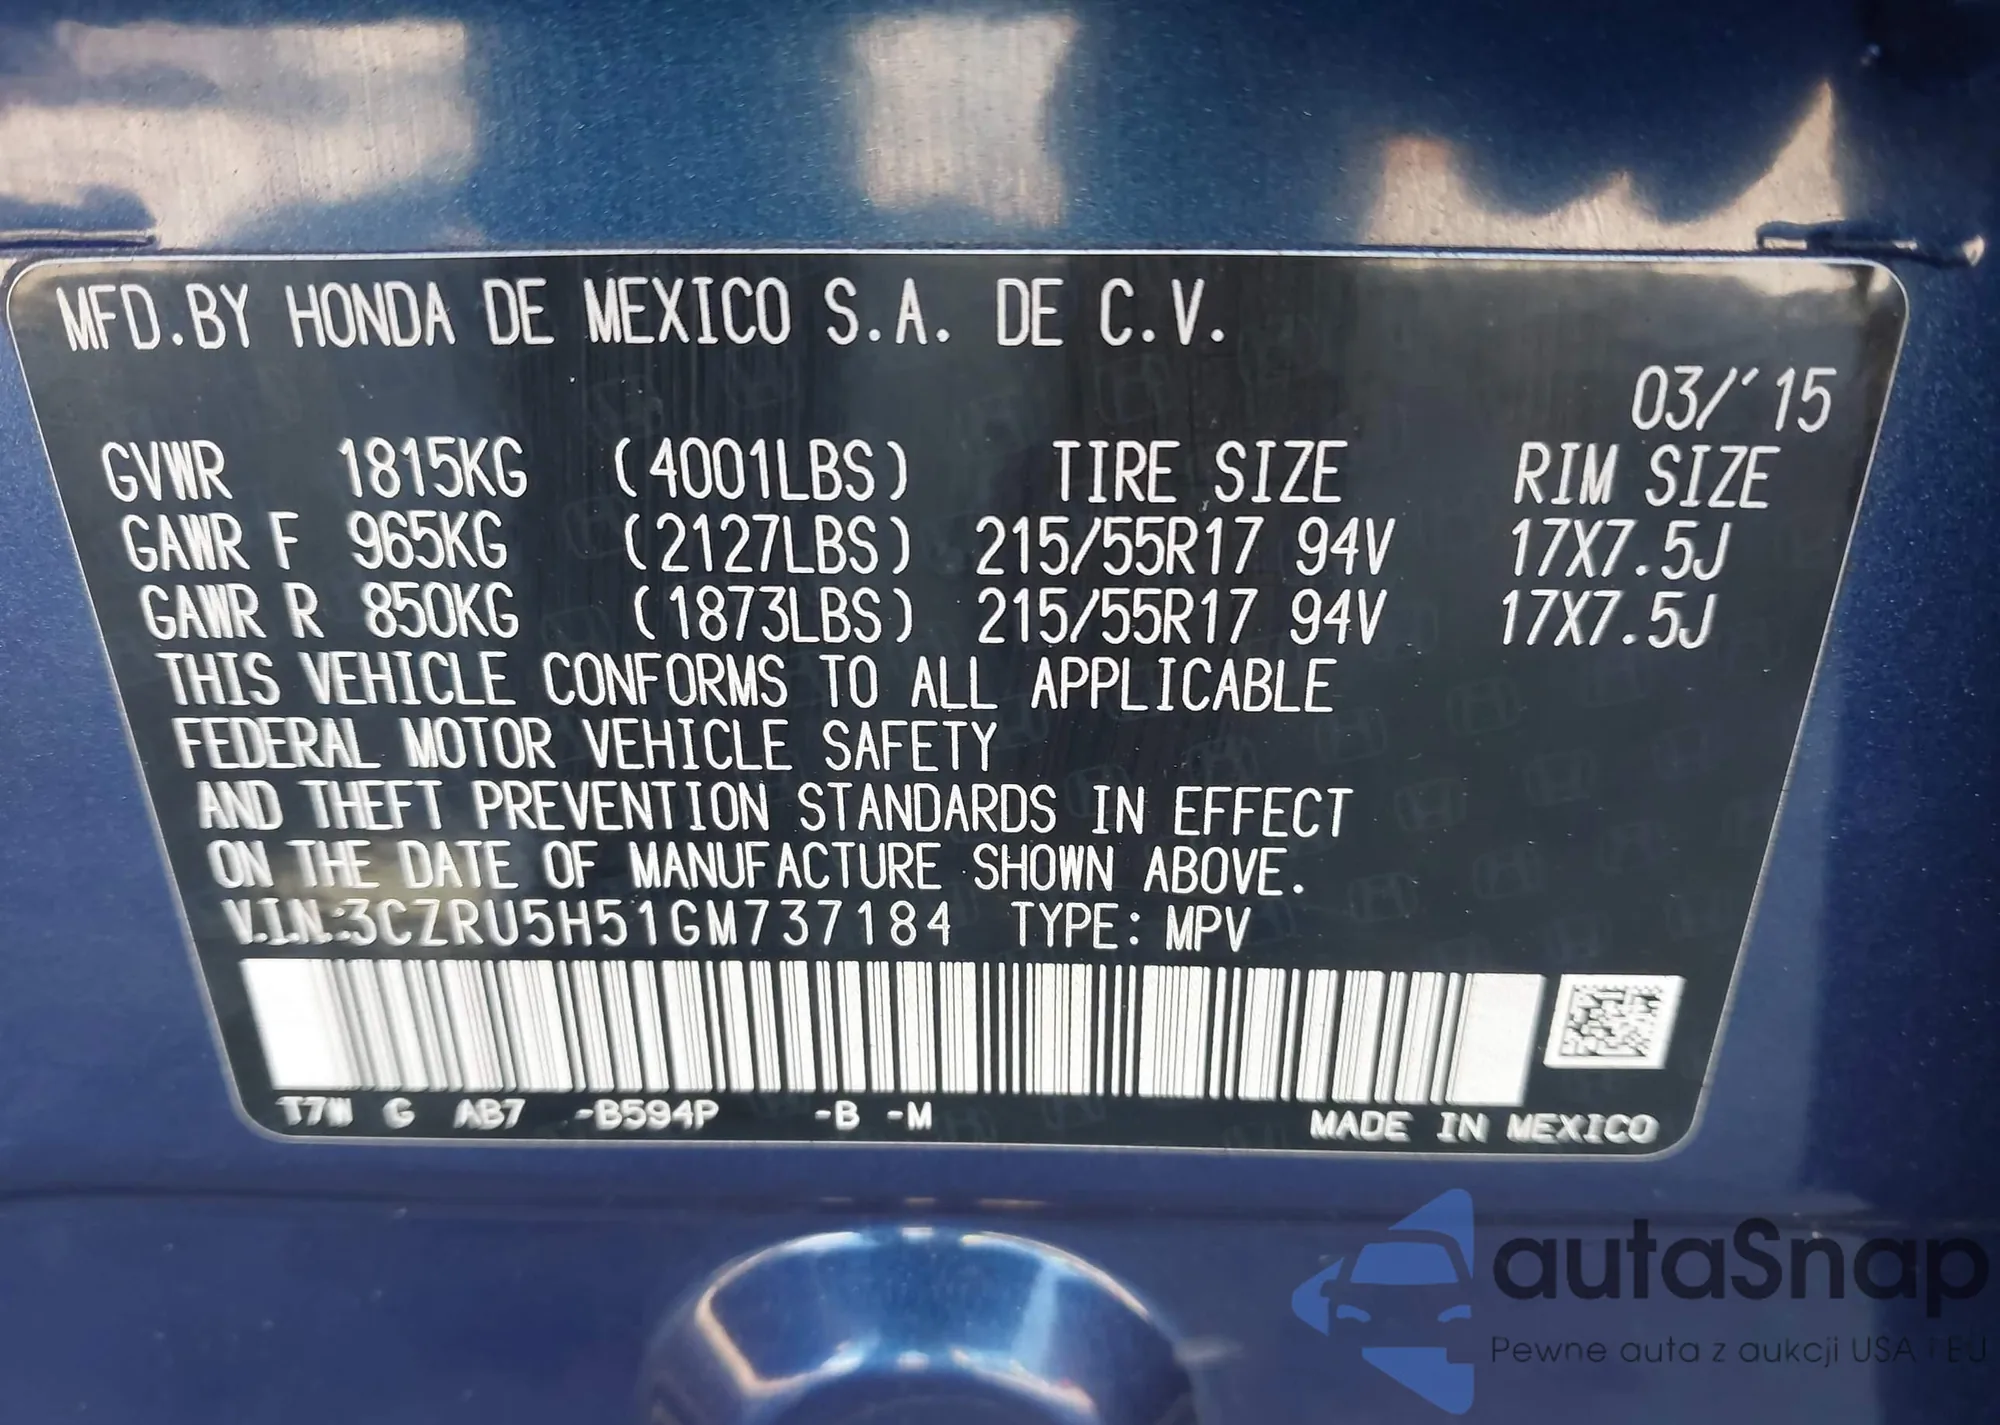 MFD.BY HONDA DE MEXICO S.A. DE C.V.
03/'15
GVWR 1815KG (4001LBS) TIRE SIZE RIM SIZE
GAWR F 965KG (2127LBS) 215/55R17 94V 17X7.5J
GAWR R 850KG (1873LBS) 215/55R17 94V 17X7.5J
THIS VEHICLE CONFORMS TO ALL APPLICABLE
FEDERAL MOTOR VEHICLE SAFETY
AND THEFT PREVENTION STANDARDS IN EFFECT
ON THE DATE OF MANUFACTURE SHOWN ABOVE.
V.I.N:3CZRU5H51GM737184 TYPE: MPV
T7W G AB7 -B594P -B -M MADE IN MEXICO
autaSnap
Pewne auta z aukcji USA i EU